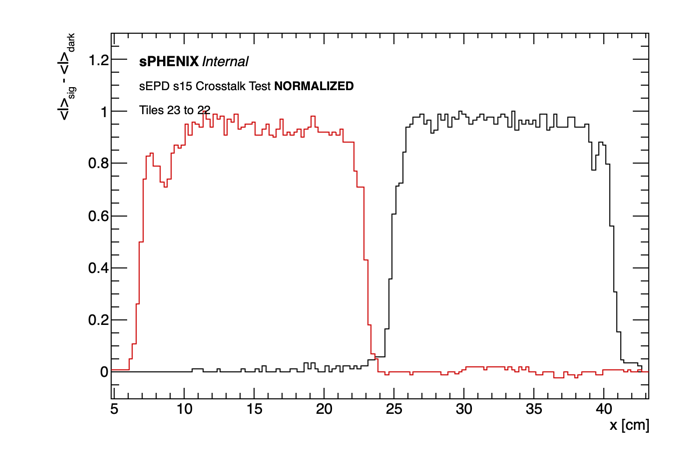 <I>sig - <I>dark
sPHENIX Internal
sEPD s15 Crosstalk Test NORMALIZED
Tiles 23 to 22
1.2
1
0.8
0.6
0.4
0.2
0
5 10 15 20 25 30 35 40
x [cm]